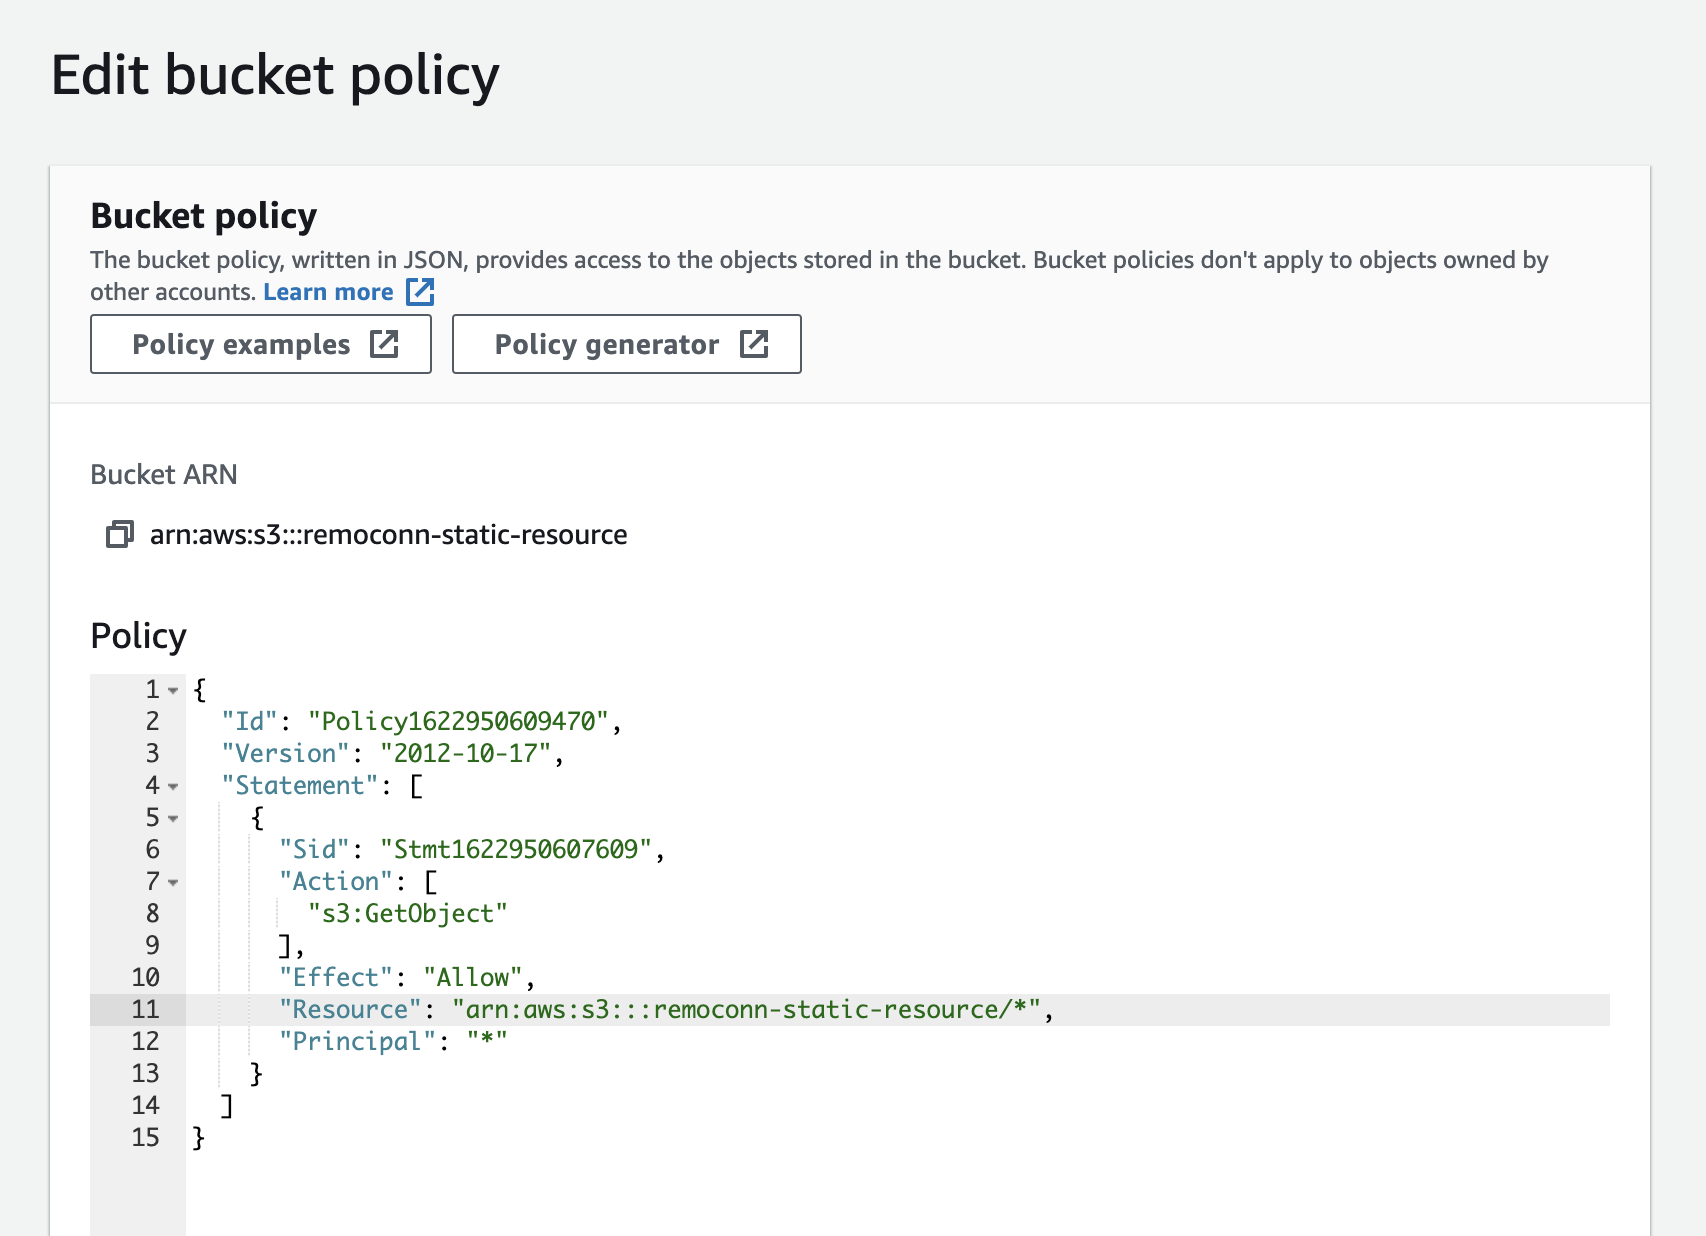 Edit bucket policy
Bucket policy
The bucket policy, written in JSON, provides access to the objects stored in the bucket. Bucket policies don't apply to objects owned by
other accounts. Learn more
Policy examples Policy generator
Bucket ARN
arn:aws:s3:::remoconn-static-resource
Policy
1 {
2 "Id": "Policy1622950609470",
3 "Version": "2012-10-17",
4 "Statement": [
5 {
6 "Sid": "Stmt1622950607609",
7 "Action": [
8 "s3:GetObject"
9 ],
10 "Effect": "Allow",
11 "Resource": "arn:aws:s3:::remoconn-static-resource/*",
12 "Principal": "*"
13 }
14 ]
15 }